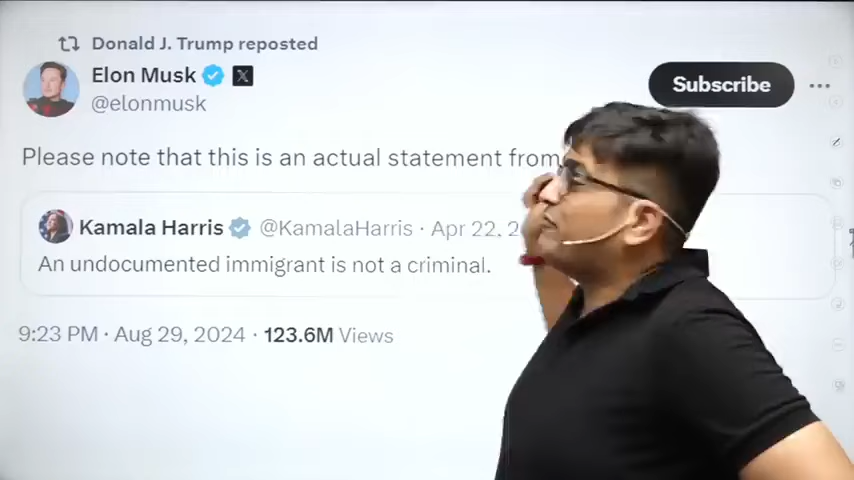 Donald J. Trump reposted
Elon Musk
@elonmusk
Subscribe
Please note that this is an actual statement from
Kamala Harris @KamalaHarris · Apr 22, 2
An undocumented immigrant is not a criminal.
9:23 PM · Aug 29, 2024 · 123.6M Views